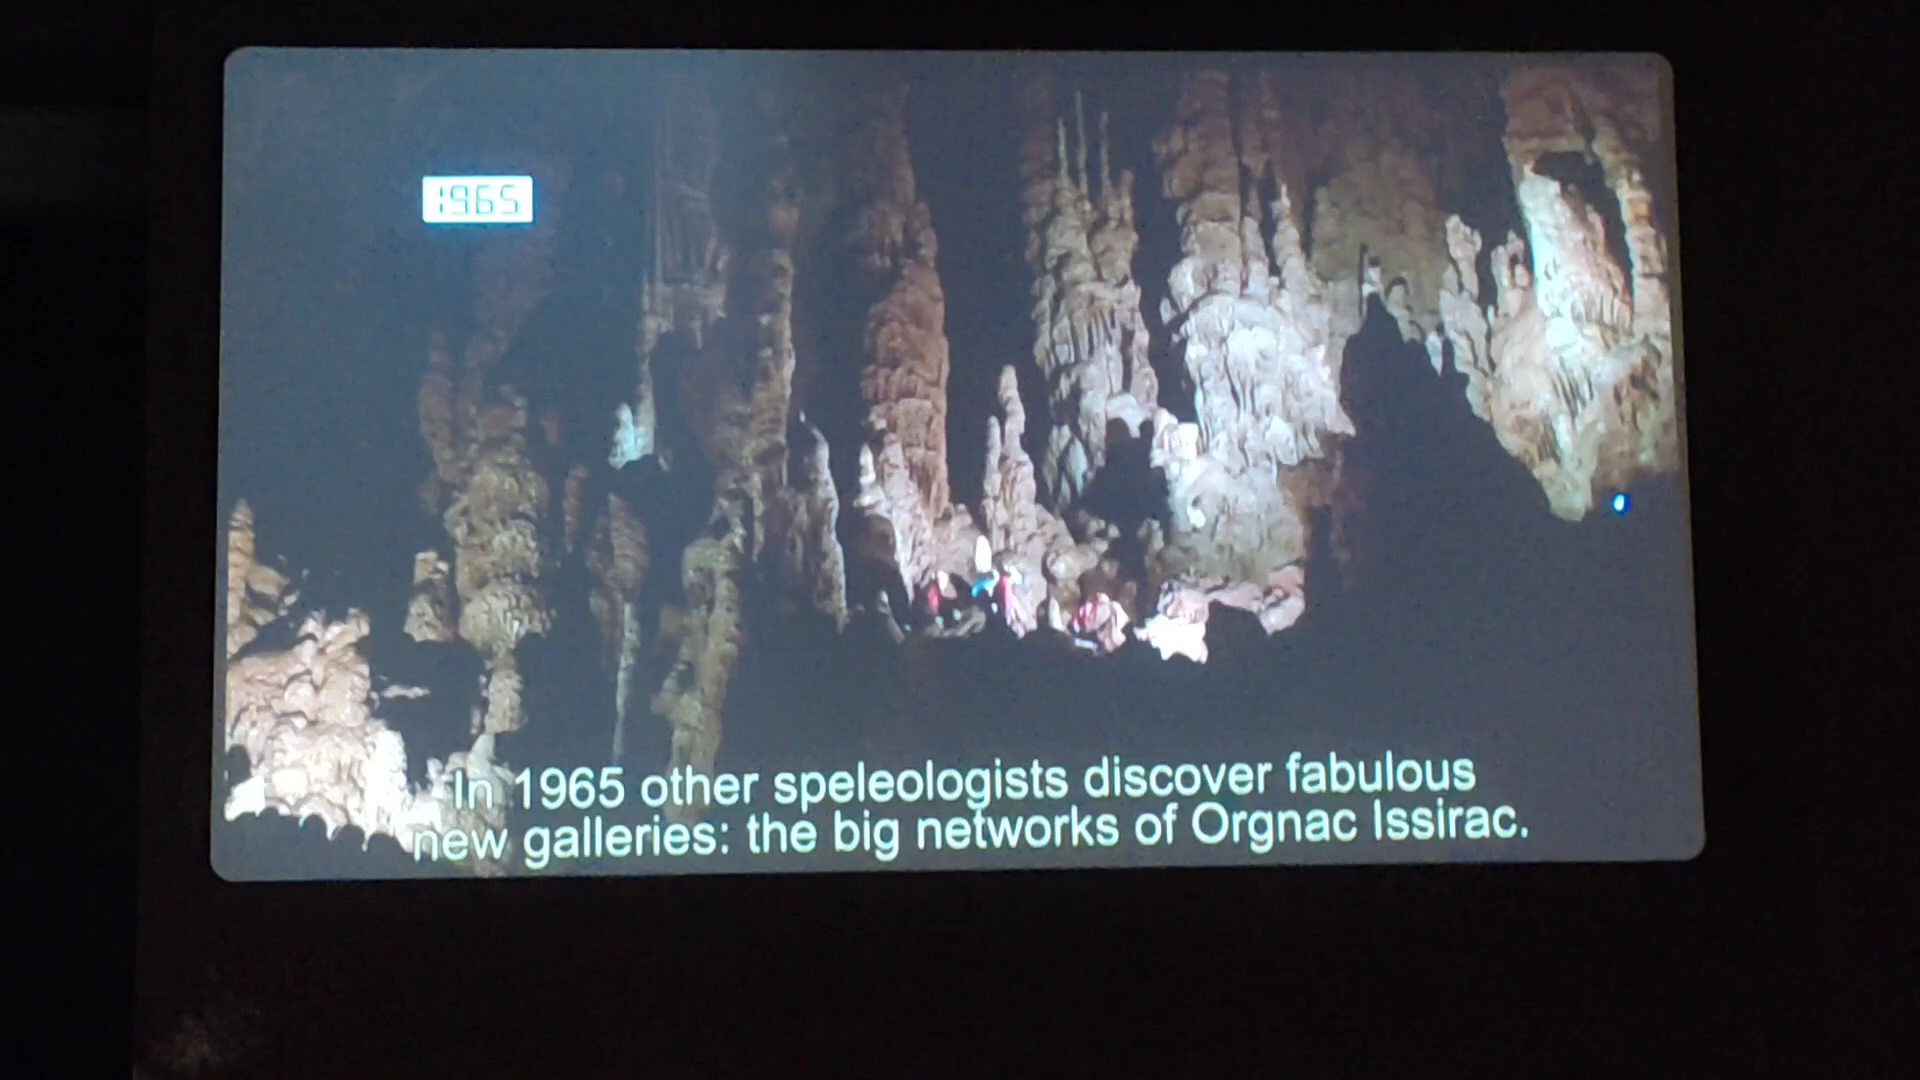 1965
In 1965 other speleologists discover fabulous
new galleries: the big networks of Orgnac Issirac.